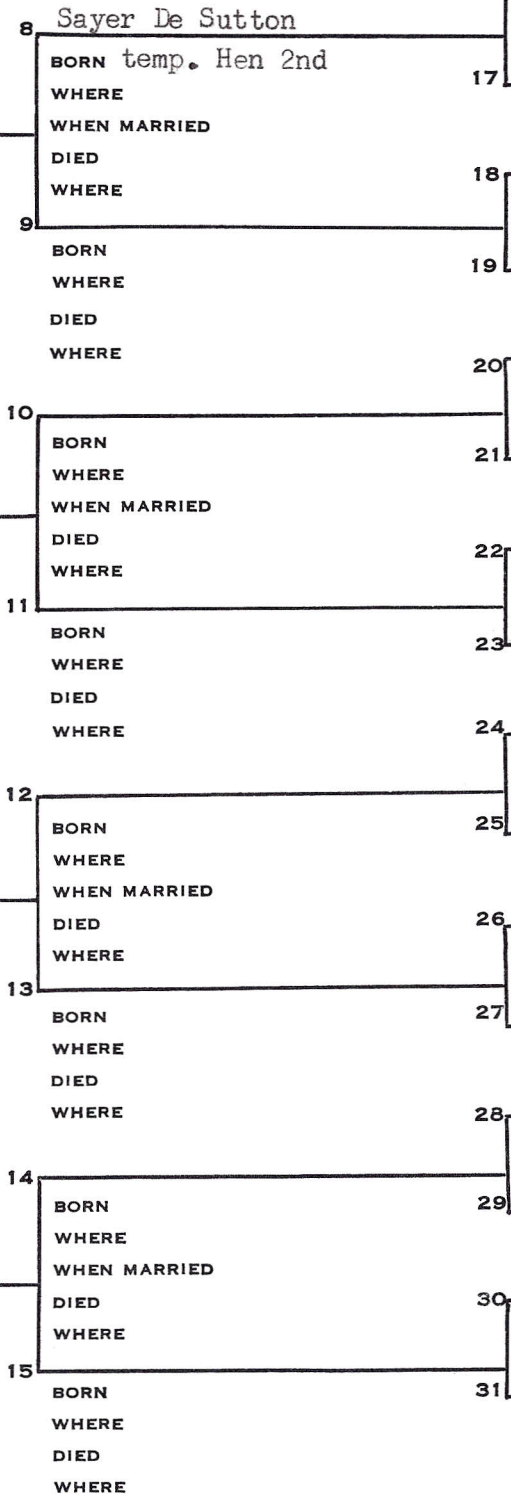 8 Sayer De Sutton
BORN temp. Hen 2nd
17
WHERE
WHEN MARRIED
DIED
18
WHERE
9
BORN
19
WHERE
DIED
WHERE
20
10
BORN
21
WHERE
WHEN MARRIED
DIED
22
WHERE
11
BORN
23
WHERE
DIED
24
WHERE
12
25
BORN
WHERE
WHEN MARRIED
26
DIED
WHERE
13
27
BORN
WHERE
DIED
28
WHERE
14
29
BORN
WHERE
WHEN MARRIED
30
DIED
WHERE
15
31
BORN
WHERE
DIED
WHERE